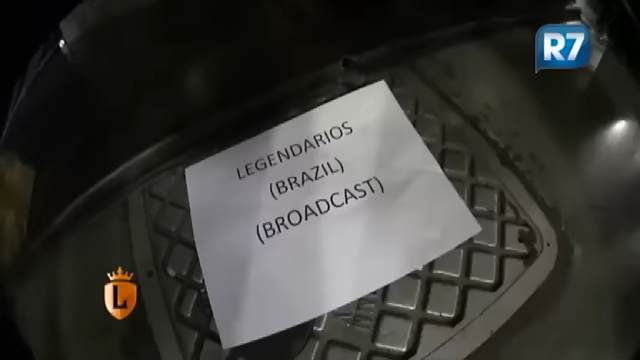 R7
LEGENDARIOS
(BRAZIL)
(BROADCAST)
L